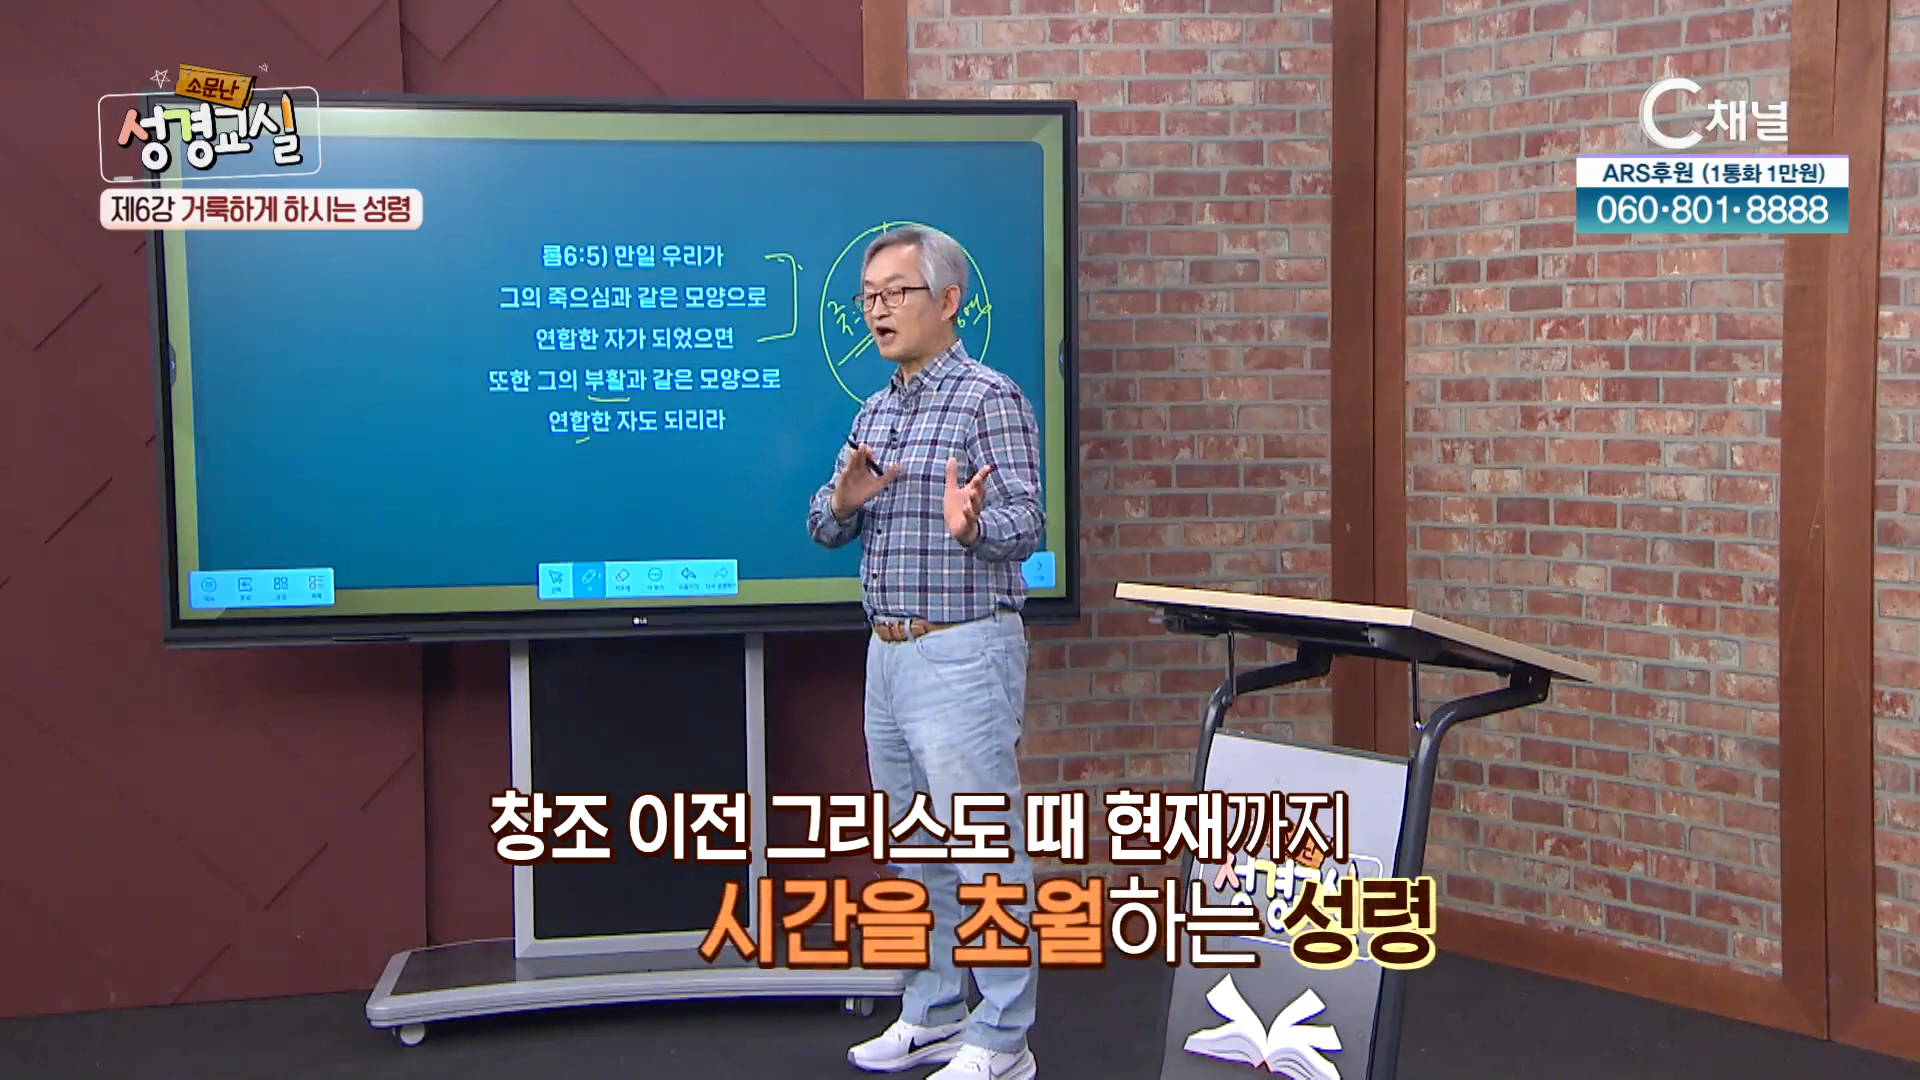 소문난
성경교실
제6강 거룩하게 하시는 성령
C채널
ARS후원 (1통화 1만원)
060·801·8888
롬6:5) 만일 우리가
그의 죽으심과 같은 모양으로
연합한 자가 되었으면
또한 그의 부활과 같은 모양으로
연합한 자도 되리라
LG
창조 이전 그리스도 때 현재까지
시간을 초월하는 성령